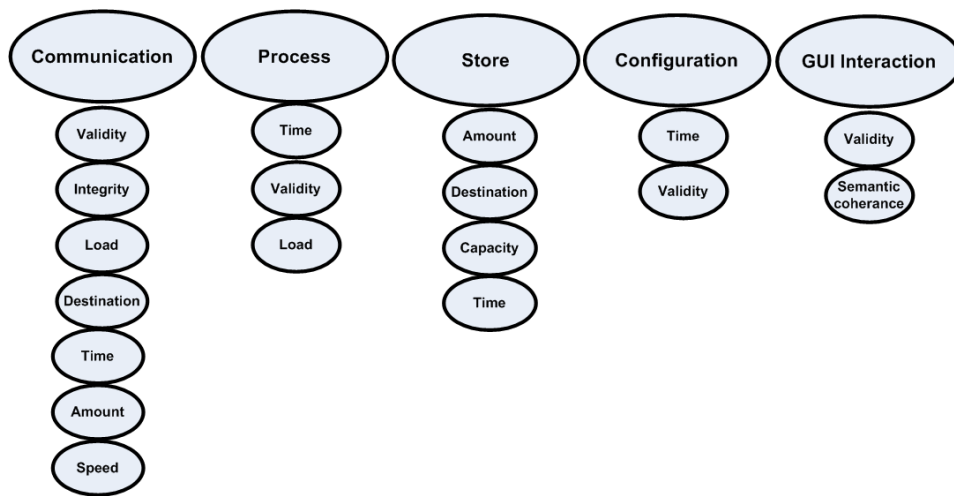 Communication
Process
Store
Configuration
GUI Interaction
Validity
Integrity
Load
Destination
Time
Amount
Speed
Time
Validity
Load
Amount
Destination
Capacity
Time
Time
Validity
Validity
Semantic
coherance